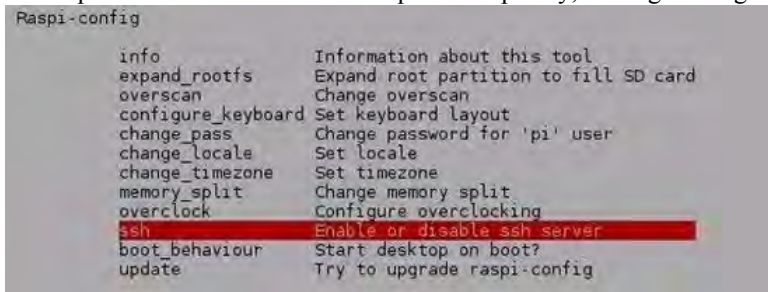 Raspi-config
info Information about this tool
expand_rootfs Expand root partition to fill SD card
overscan Change overscan
configure_keyboard Set keyboard layout
change_pass Change password for 'pi' user
change_locale Set locale
change_timezone Set timezone
memory_split Change memory split
overclock Configure overclocking
ssh Enable or disable ssh server
boot_behaviour Start desktop on boot?
update Try to upgrade raspi-config